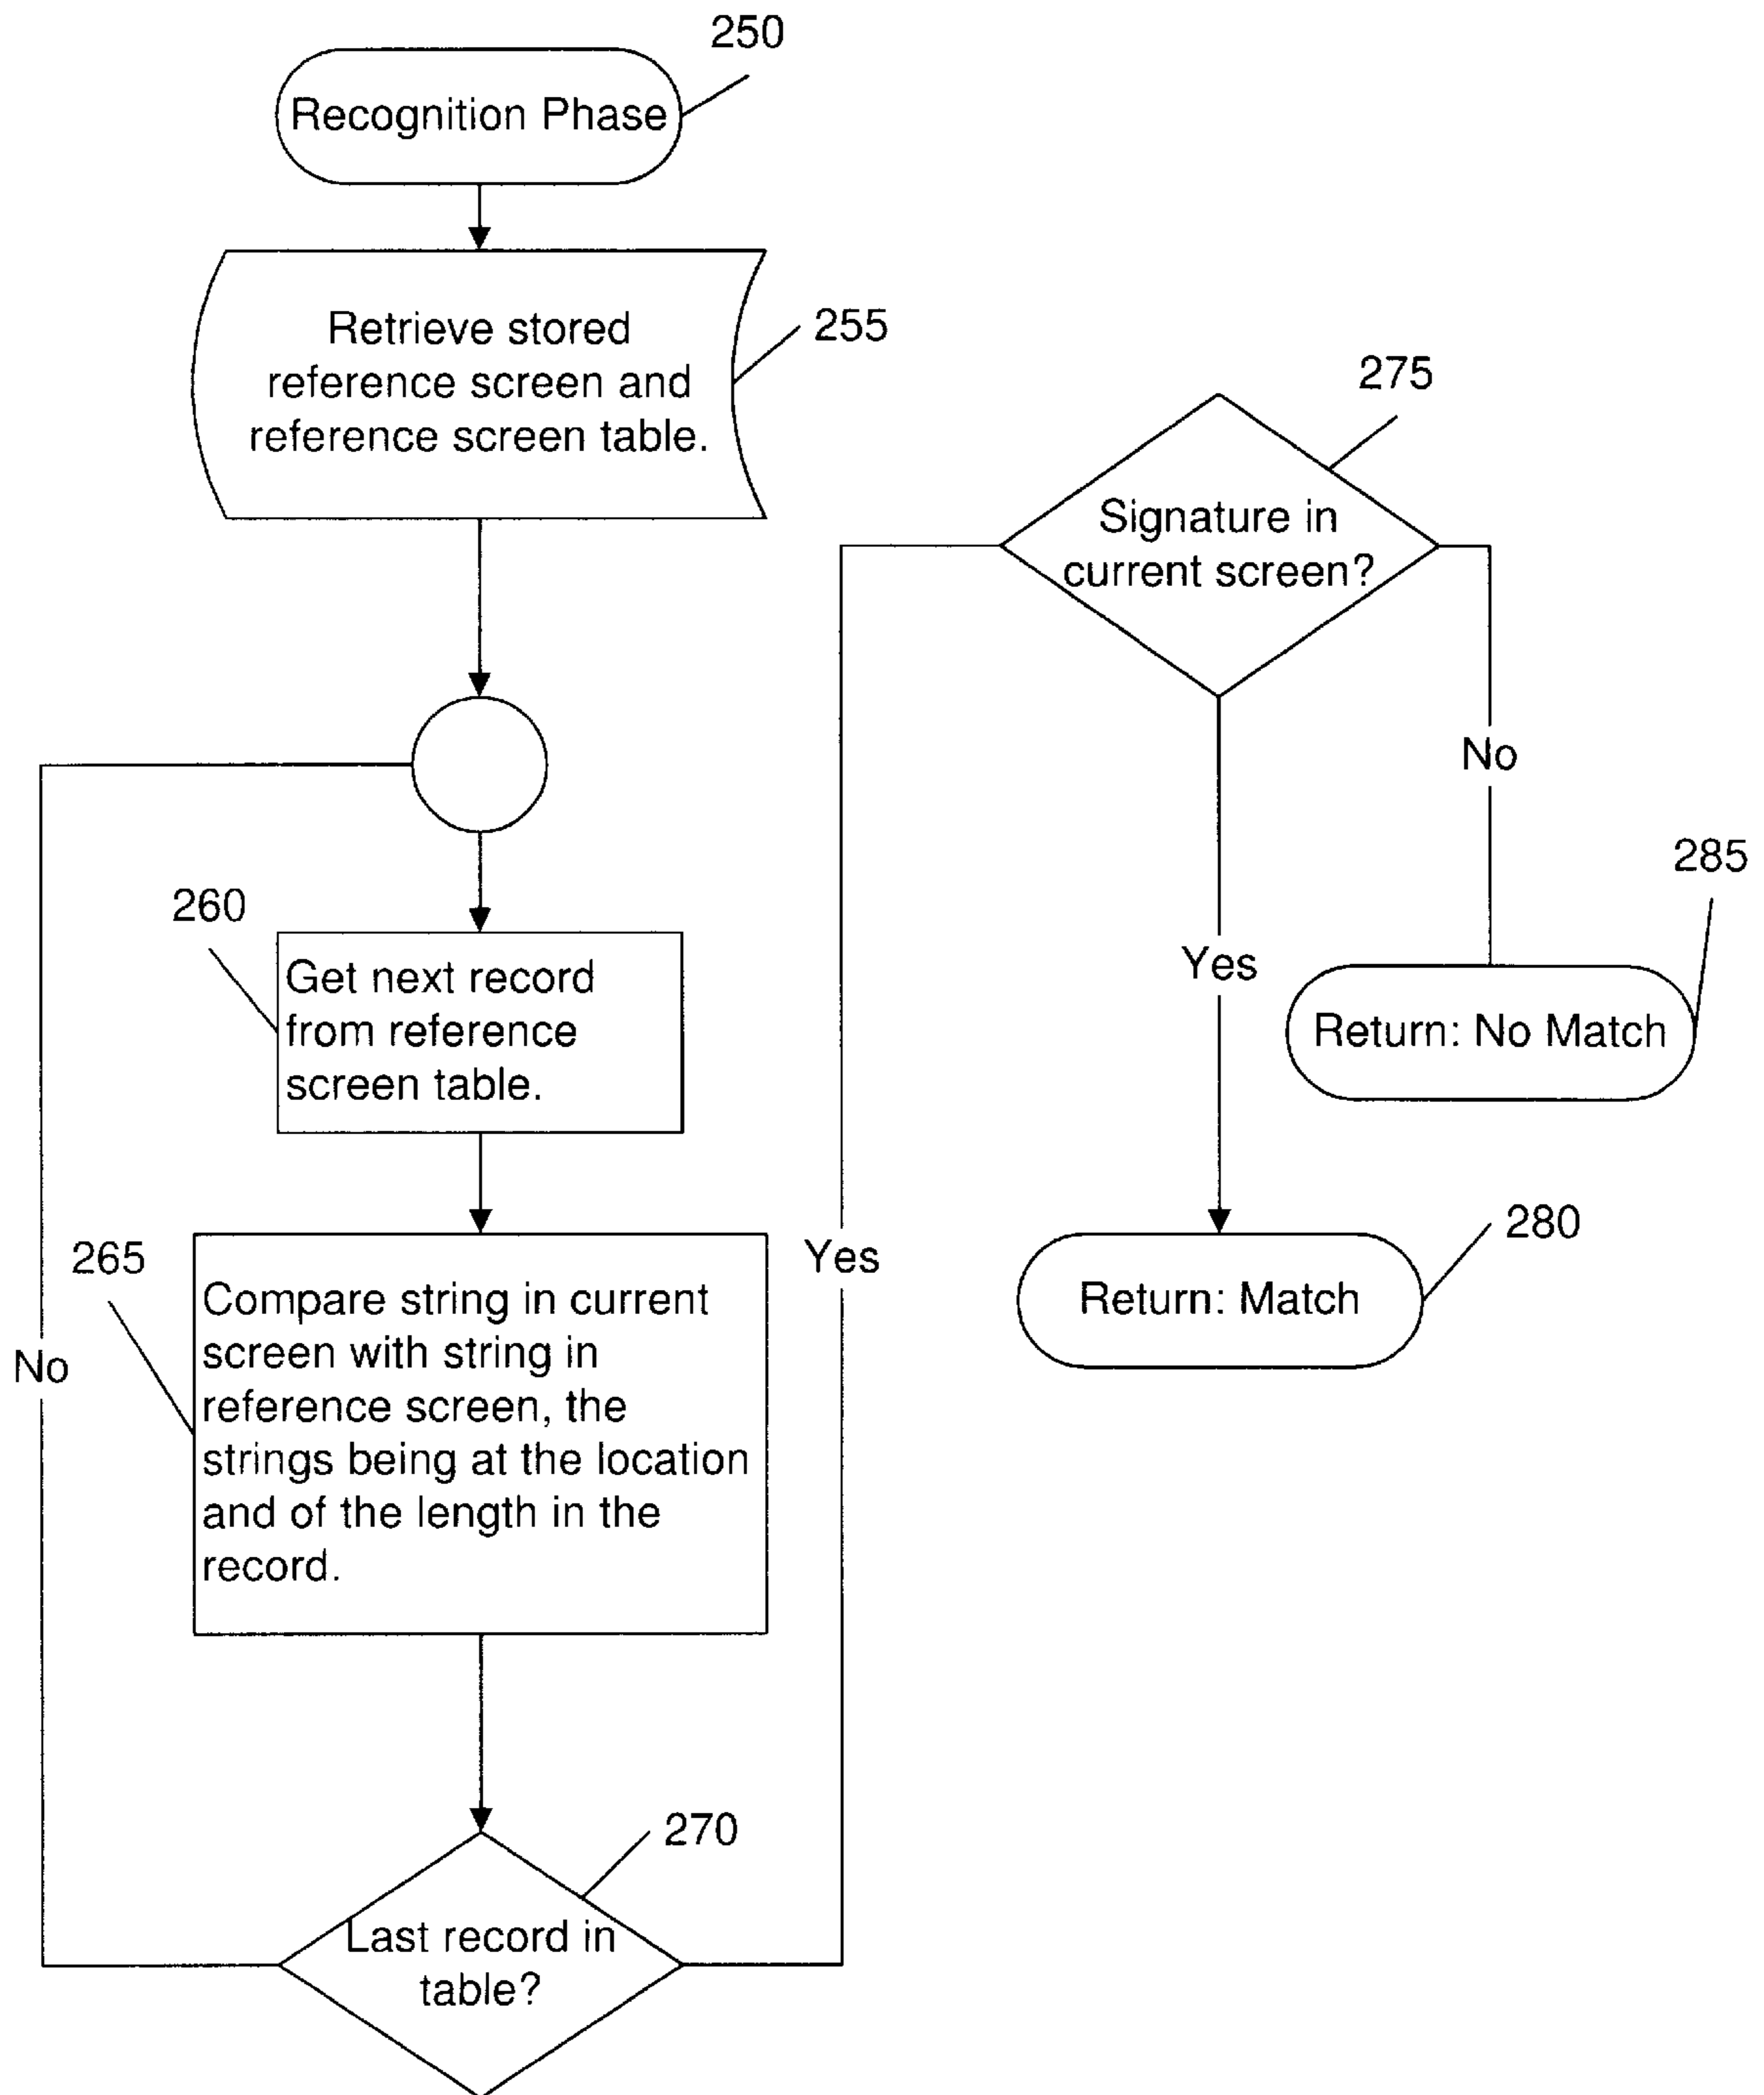 250
Recognition Phase
Retrieve stored
reference screen and
reference screen table.
255
260
Get next record
from reference
screen table.
265
Compare string in current
screen with string in
reference screen, the
strings being at the location
and of the length in the
record.
No
270
Last record in
table?
Yes
275
Signature in
current screen?
No
285
Return: No Match
Yes
280
Return: Match